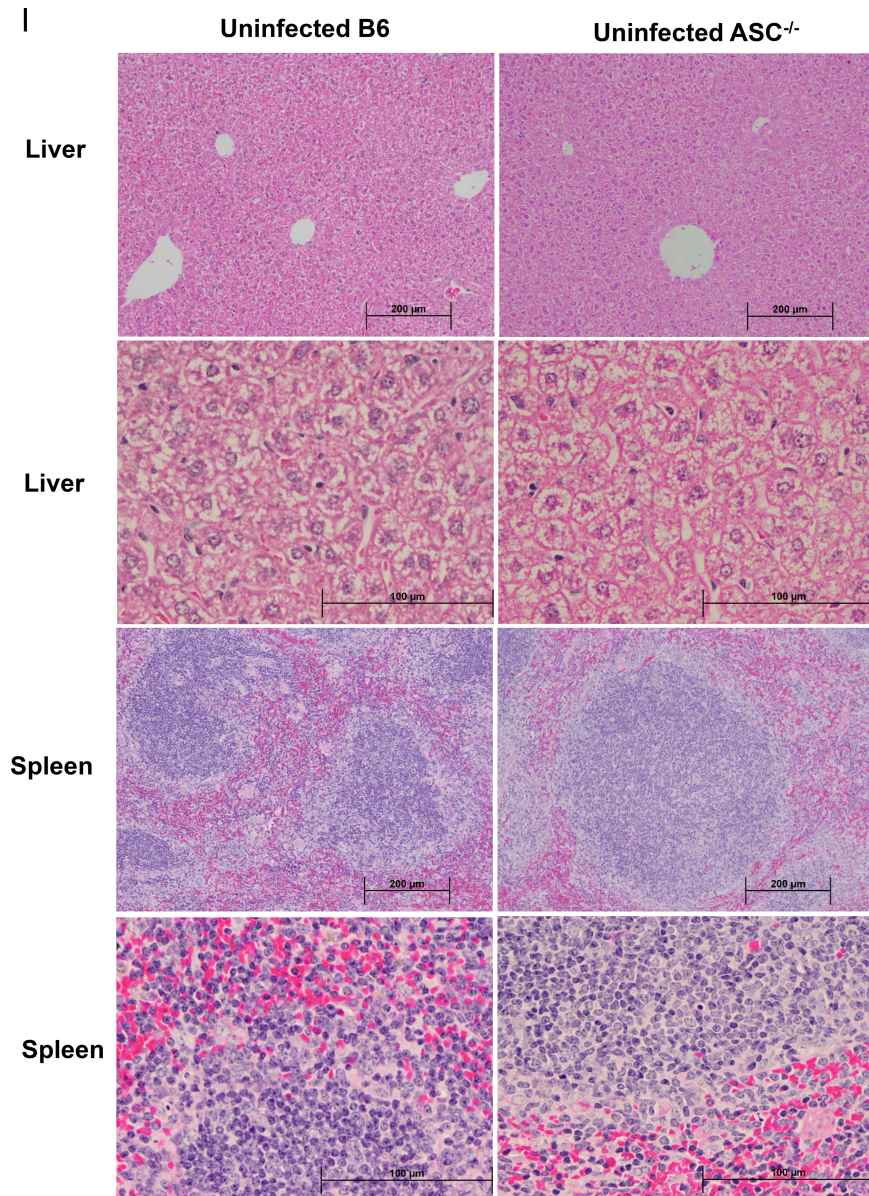 I
Uninfected B6 Uninfected ASC-/-
Liver
200 µm 200 µm
Liver
100 µm 100 µm
Spleen
200 µm 200 µm
Spleen
100 µm 100 µm